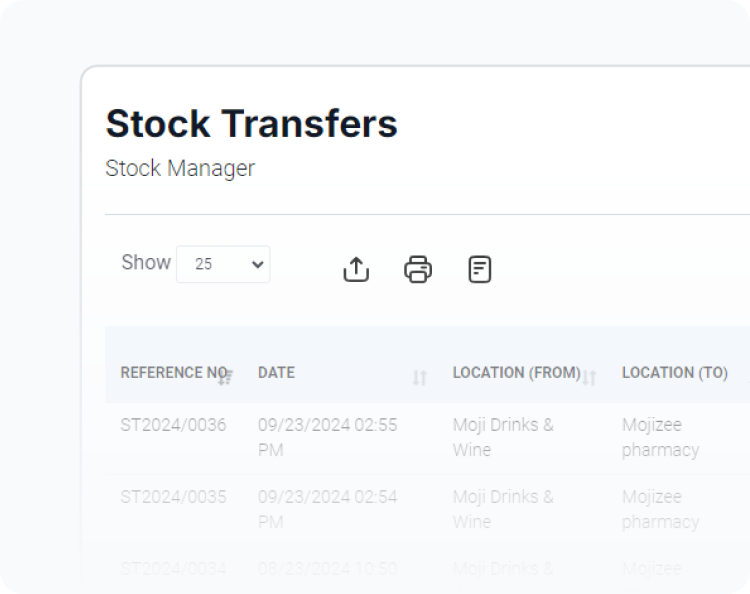 Stock Transfers
Stock Manager
Show 25
REFERENCE NO DATE LOCATION (FROM) LOCATION (TO)
ST2024/0036 09/23/2024 02:55 Moji Drinks & Mojizee
PM Wine pharmacy
ST2024/0035 09/23/2024 02:54 Moji Drinks & Mojizee
PM Wine pharmacy
ST2024/0034 08/23/2024 10:50 Moji Drinks & Mojizee